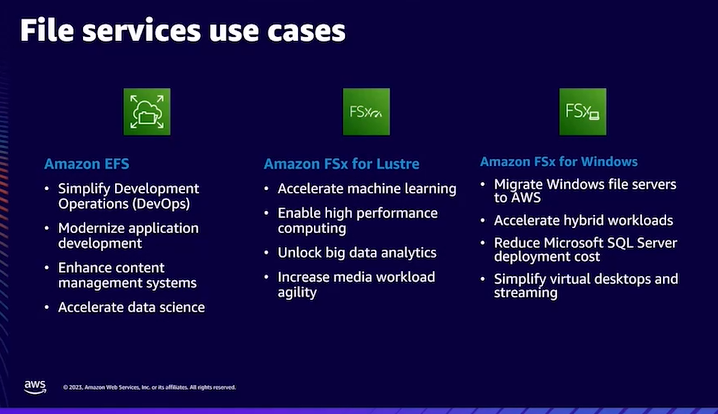 File services use cases
FSx
FSx
Amazon EFS
• Simplify Development
Operations (DevOps)
• Modernize application
development
• Enhance content
management systems
• Accelerate data science
Amazon FSx for Lustre
• Accelerate machine learning
• Enable high performance
computing
• Unlock big data analytics
• Increase media workload
agility
Amazon FSx for Windows
• Migrate Windows file servers
to AWS
• Accelerate hybrid workloads
• Reduce Microsoft SQL Server
deployment cost
• Simplify virtual desktops and
streaming
aws
© 2023, Amazon Web Services, Inc. or its affiliates. All rights reserved.